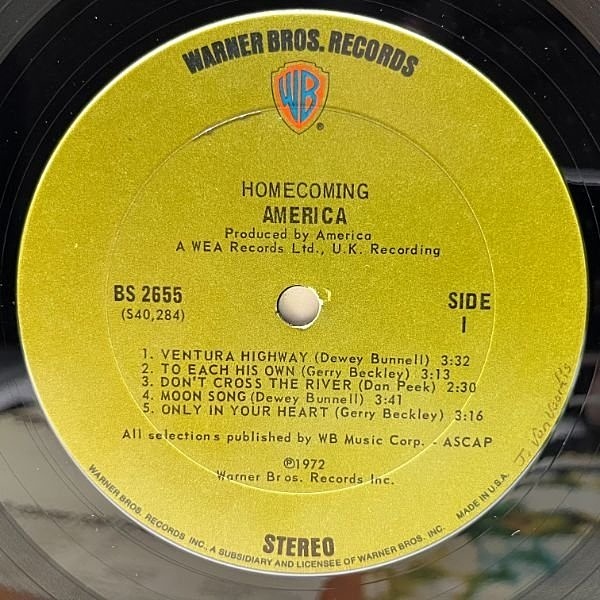 WARNER BROS. RECORDS
WB
®
HOMECOMING
AMERICA
Produced by America
A WEA Records Ltd., U.K. Recording
BS 2655
(S40,284)
SIDE
1
1. VENTURA HIGHWAY (Dewey Bunnell) 3:32
2. TO EACH HIS OWN (Gerry Beckley) 3:13
3. DON'T CROSS THE RIVER (Dan Peek) 2:30
4. MOON SONG (Dewey Bunnell) 3:41
5. ONLY IN YOUR HEART (Gerry Beckley) 3:16
All selections published by WB Music Corp. - ASCAP
℗1972
Warner Bros. Records Inc.
STEREO
WARNER BROS. RECORDS INC., A SUBSIDIARY AND LICENSEE OF WARNER BROS. INC. MADE IN U.S.A.